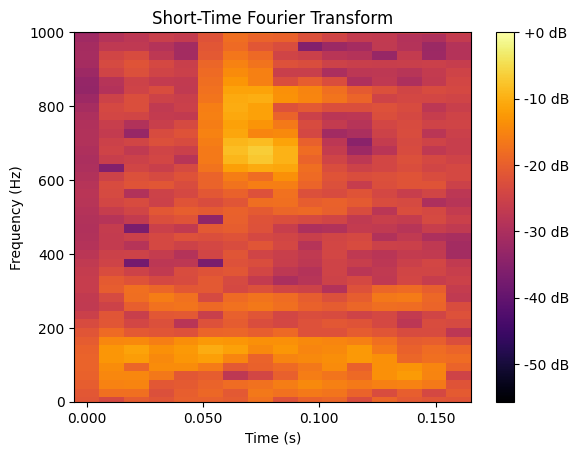 Short-Time Fourier Transform
Frequency (Hz)
1000
800
600
400
200
0
0.000
0.050
0.100
0.150
Time (s)
+0 dB
-10 dB
-20 dB
-30 dB
-40 dB
-50 dB